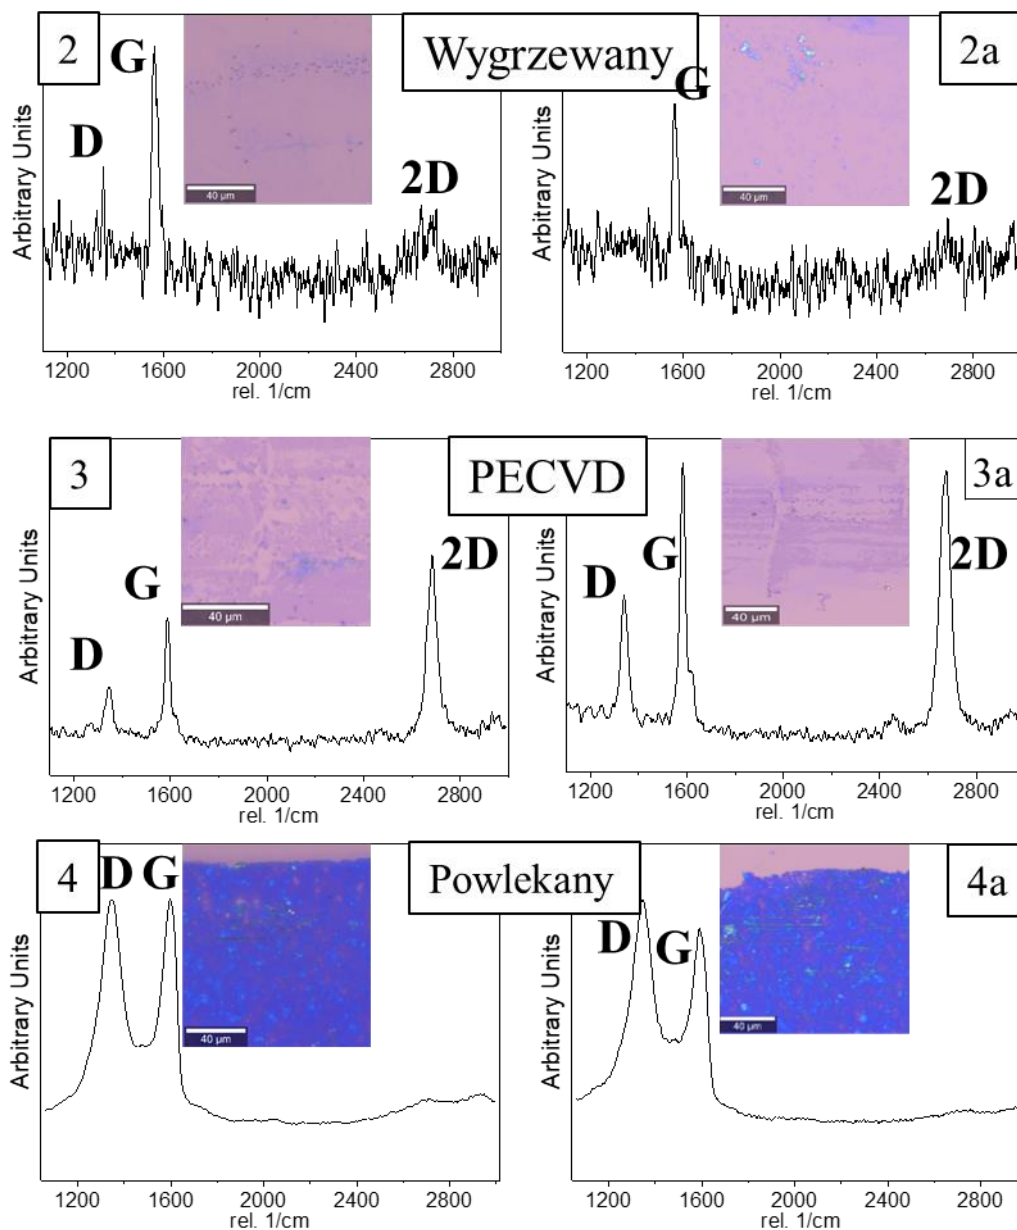 2
Wygrzewany
2a
G
D
2D
40 µm
Arbitrary Units
1200 1600 2000 2400 2800
rel. 1/cm
G
2D
40 µm
Arbitrary Units
1200 1600 2000 2400 2800
rel. 1/cm
3
PECVD
3a
D
G
2D
40 µm
Arbitrary Units
1200 1600 2000 2400 2800
rel. 1/cm
D
G
2D
40 µm
Arbitrary Units
1200 1600 2000 2400 2800
rel. 1/cm
4
Powlekany
4a
D G
40 µm
Arbitrary Units
1200 1600 2000 2400 2800
rel. 1/cm
D
G
40 µm
Arbitrary Units
1200 1600 2000 2400 2800
rel. 1/cm